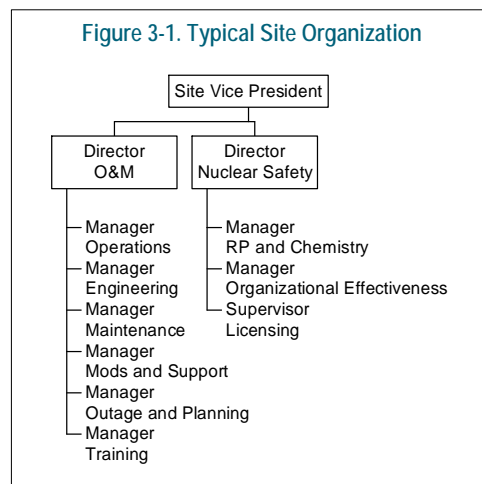 Figure 3-1. Typical Site Organization
Site Vice President
Director
O&M
Director
Nuclear Safety
Manager
Operations
Manager
Engineering
Manager
Maintenance
Manager
Mods and Support
Manager
Outage and Planning
Manager
Training
Manager
RP and Chemistry
Manager
Organizational Effectiveness
Supervisor
Licensing